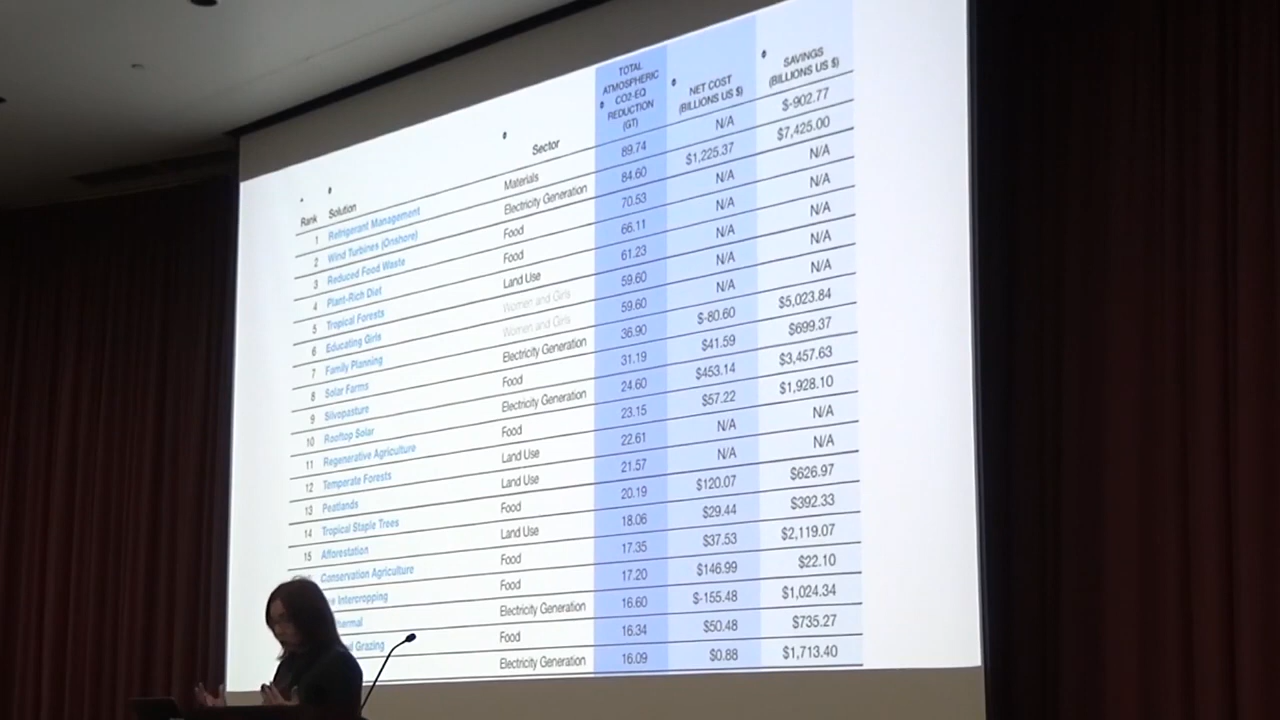 Rank Solution Sector TOTAL ATMOSPHERIC CO2-EQ REDUCTION (GT) NET COST (BILLIONS US $) SAVINGS (BILLIONS US $)
1 Refrigerant Management Materials 89.74 N/A $-902.77
2 Wind Turbines (Onshore) Electricity Generation 84.60 $1,225.37 $7,425.00
3 Reduced Food Waste Food 70.53 N/A N/A
4 Plant-Rich Diet Food 66.11 N/A N/A
5 Tropical Forests Land Use 61.23 N/A N/A
6 Educating Girls Women and Girls 59.60 N/A N/A
7 Family Planning Women and Girls 59.60 N/A N/A
8 Solar Farms Electricity Generation 36.90 $-80.60 $5,023.84
9 Silvopasture Food 31.19 $41.59 $699.37
10 Rooftop Solar Electricity Generation 24.60 $453.14 $3,457.63
11 Regenerative Agriculture Food 23.15 $57.22 $1,928.10
12 Temperate Forests Land Use 22.61 N/A N/A
13 Peatlands Land Use 21.57 N/A N/A
14 Tropical Staple Trees Food 20.19 $120.07 $626.97
15 Afforestation Land Use 18.06 $29.44 $392.33
Conservation Agriculture Food 17.35 $37.53 $2,119.07
Intercropping Food 17.20 $146.99 $22.10
Electricity Generation 16.60 $-155.48 $1,024.34
Grazing Food 16.34 $50.48 $735.27
Electricity Generation 16.09 $0.88 $1,713.40